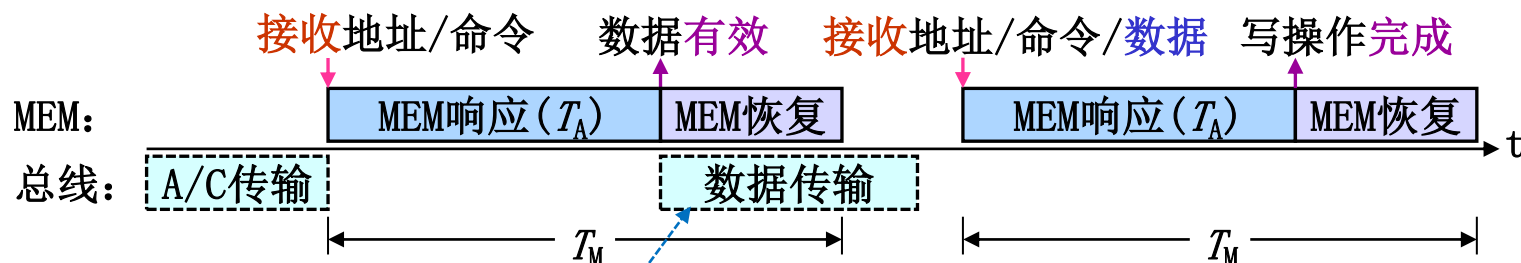 接收地址/命令 数据有效 接收地址/命令/数据 写操作完成
MEM: MEM响应(TA) MEM恢复 MEM响应(TA) MEM恢复
t
总线: A/C传输 数据传输
TM TM